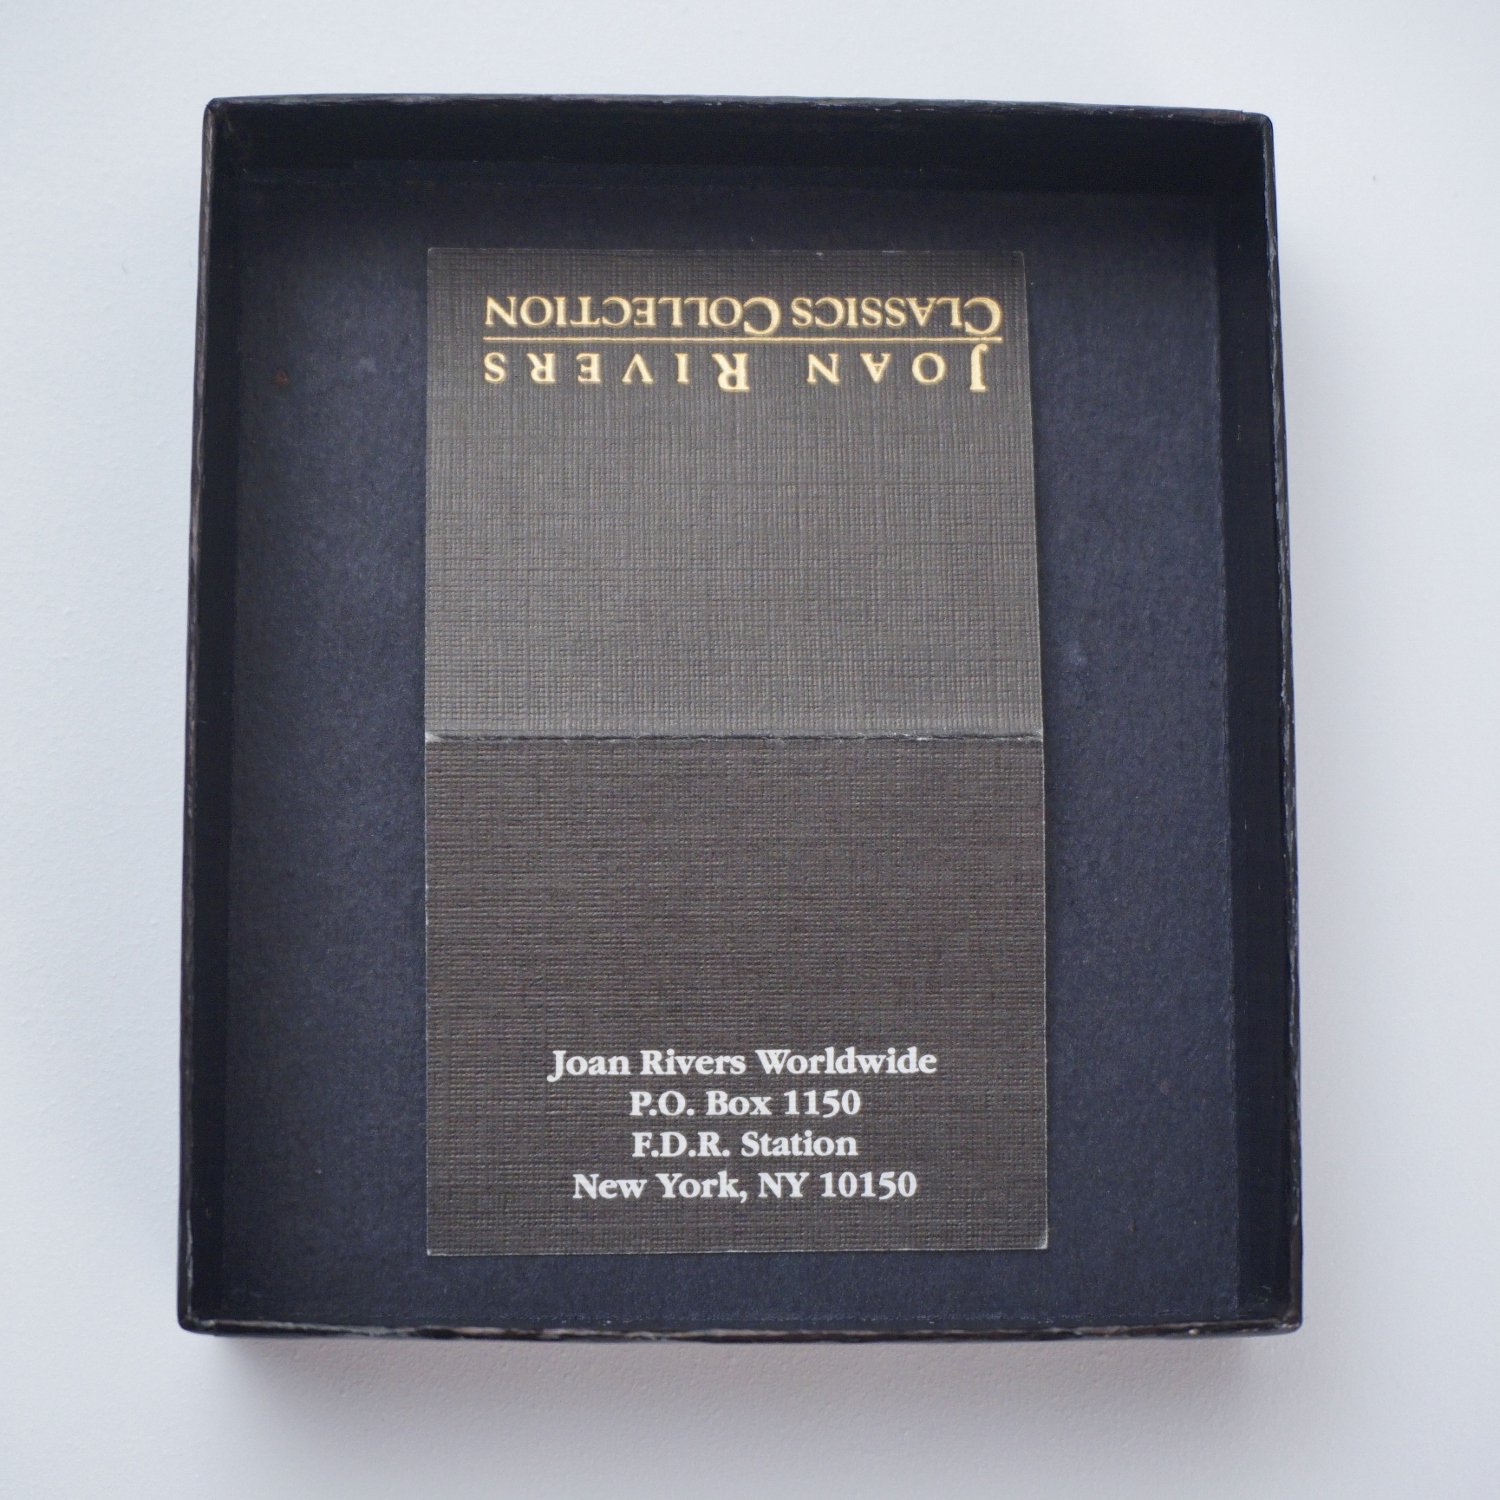 JOAN RIVERS
CLASSICS COLLECTION
Joan Rivers Worldwide
P.O. Box 1150
F.D.R. Station
New York, NY 10150